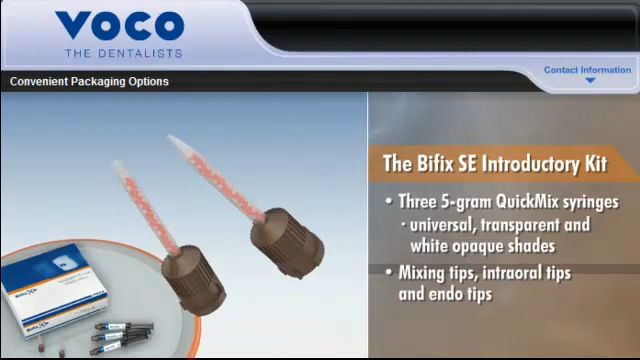 VOCO
THE DENTALISTS
Contact Information
Convenient Packaging Options
The Bifix SE Introductory Kit
• Three 5-gram QuickMix syringes
· universal, transparent and
white opaque shades
• Mixing tips, intraoral tips
and endo tips
Bifix